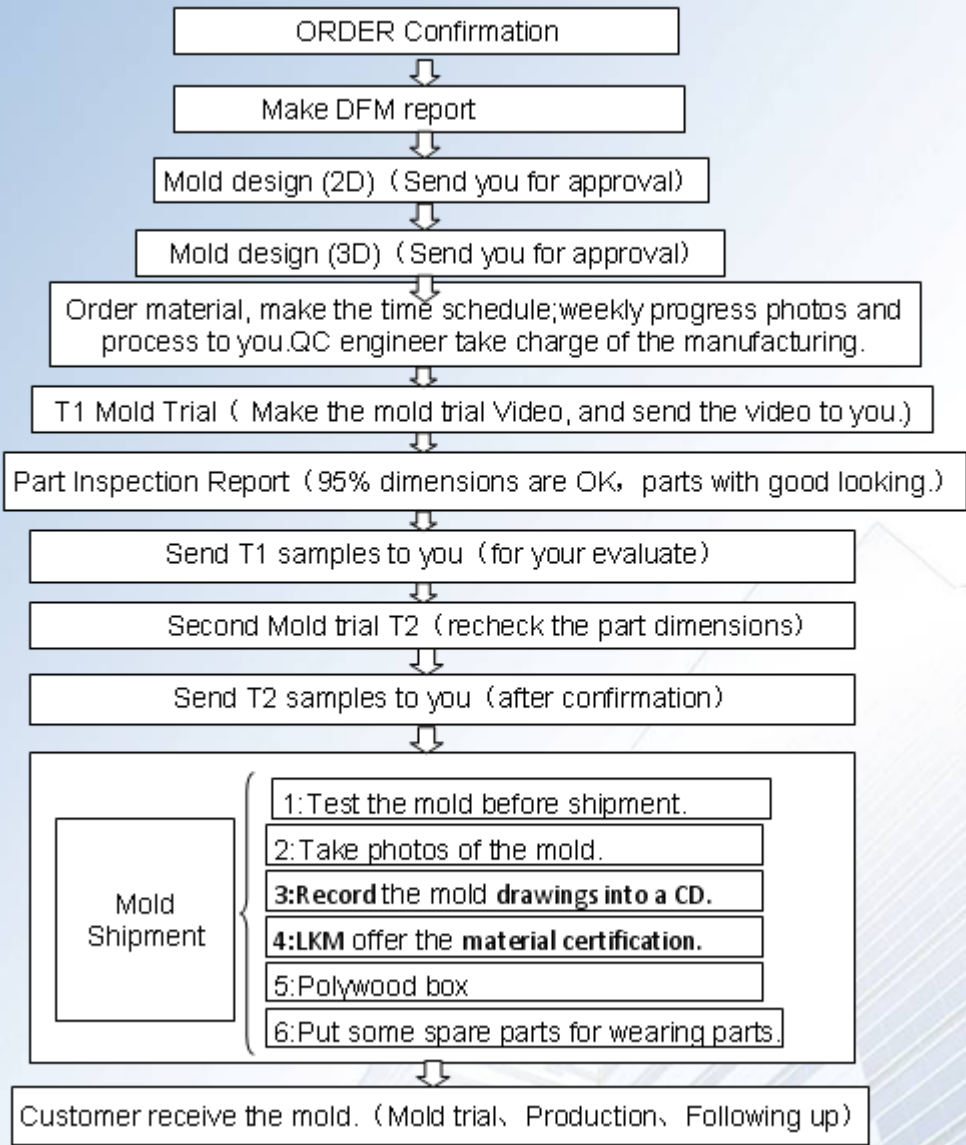 ORDER Confirmation
Make DFM report
Mold design (2D)（Send you for approval）
Mold design (3D)（Send you for approval）
Order material, make the time schedule;weekly progress photos and
process to you.QC engineer take charge of the manufacturing.
T1 Mold Trial（ Make the mold trial Video, and send the video to you.)
Part Inspection Report（95% dimensions are OK，parts with good looking.）
Send T1 samples to you（for your evaluate）
Second Mold trial T2（recheck the part dimensions）
Send T2 samples to you（after confirmation）
Mold
Shipment
1:Test the mold before shipment.
2:Take photos of the mold.
3:Record the mold drawings into a CD.
4:LKM offer the material certification.
5:Polywood box
6:Put some spare parts for wearing parts.
Customer receive the mold.（Mold trial、Production、Following up）